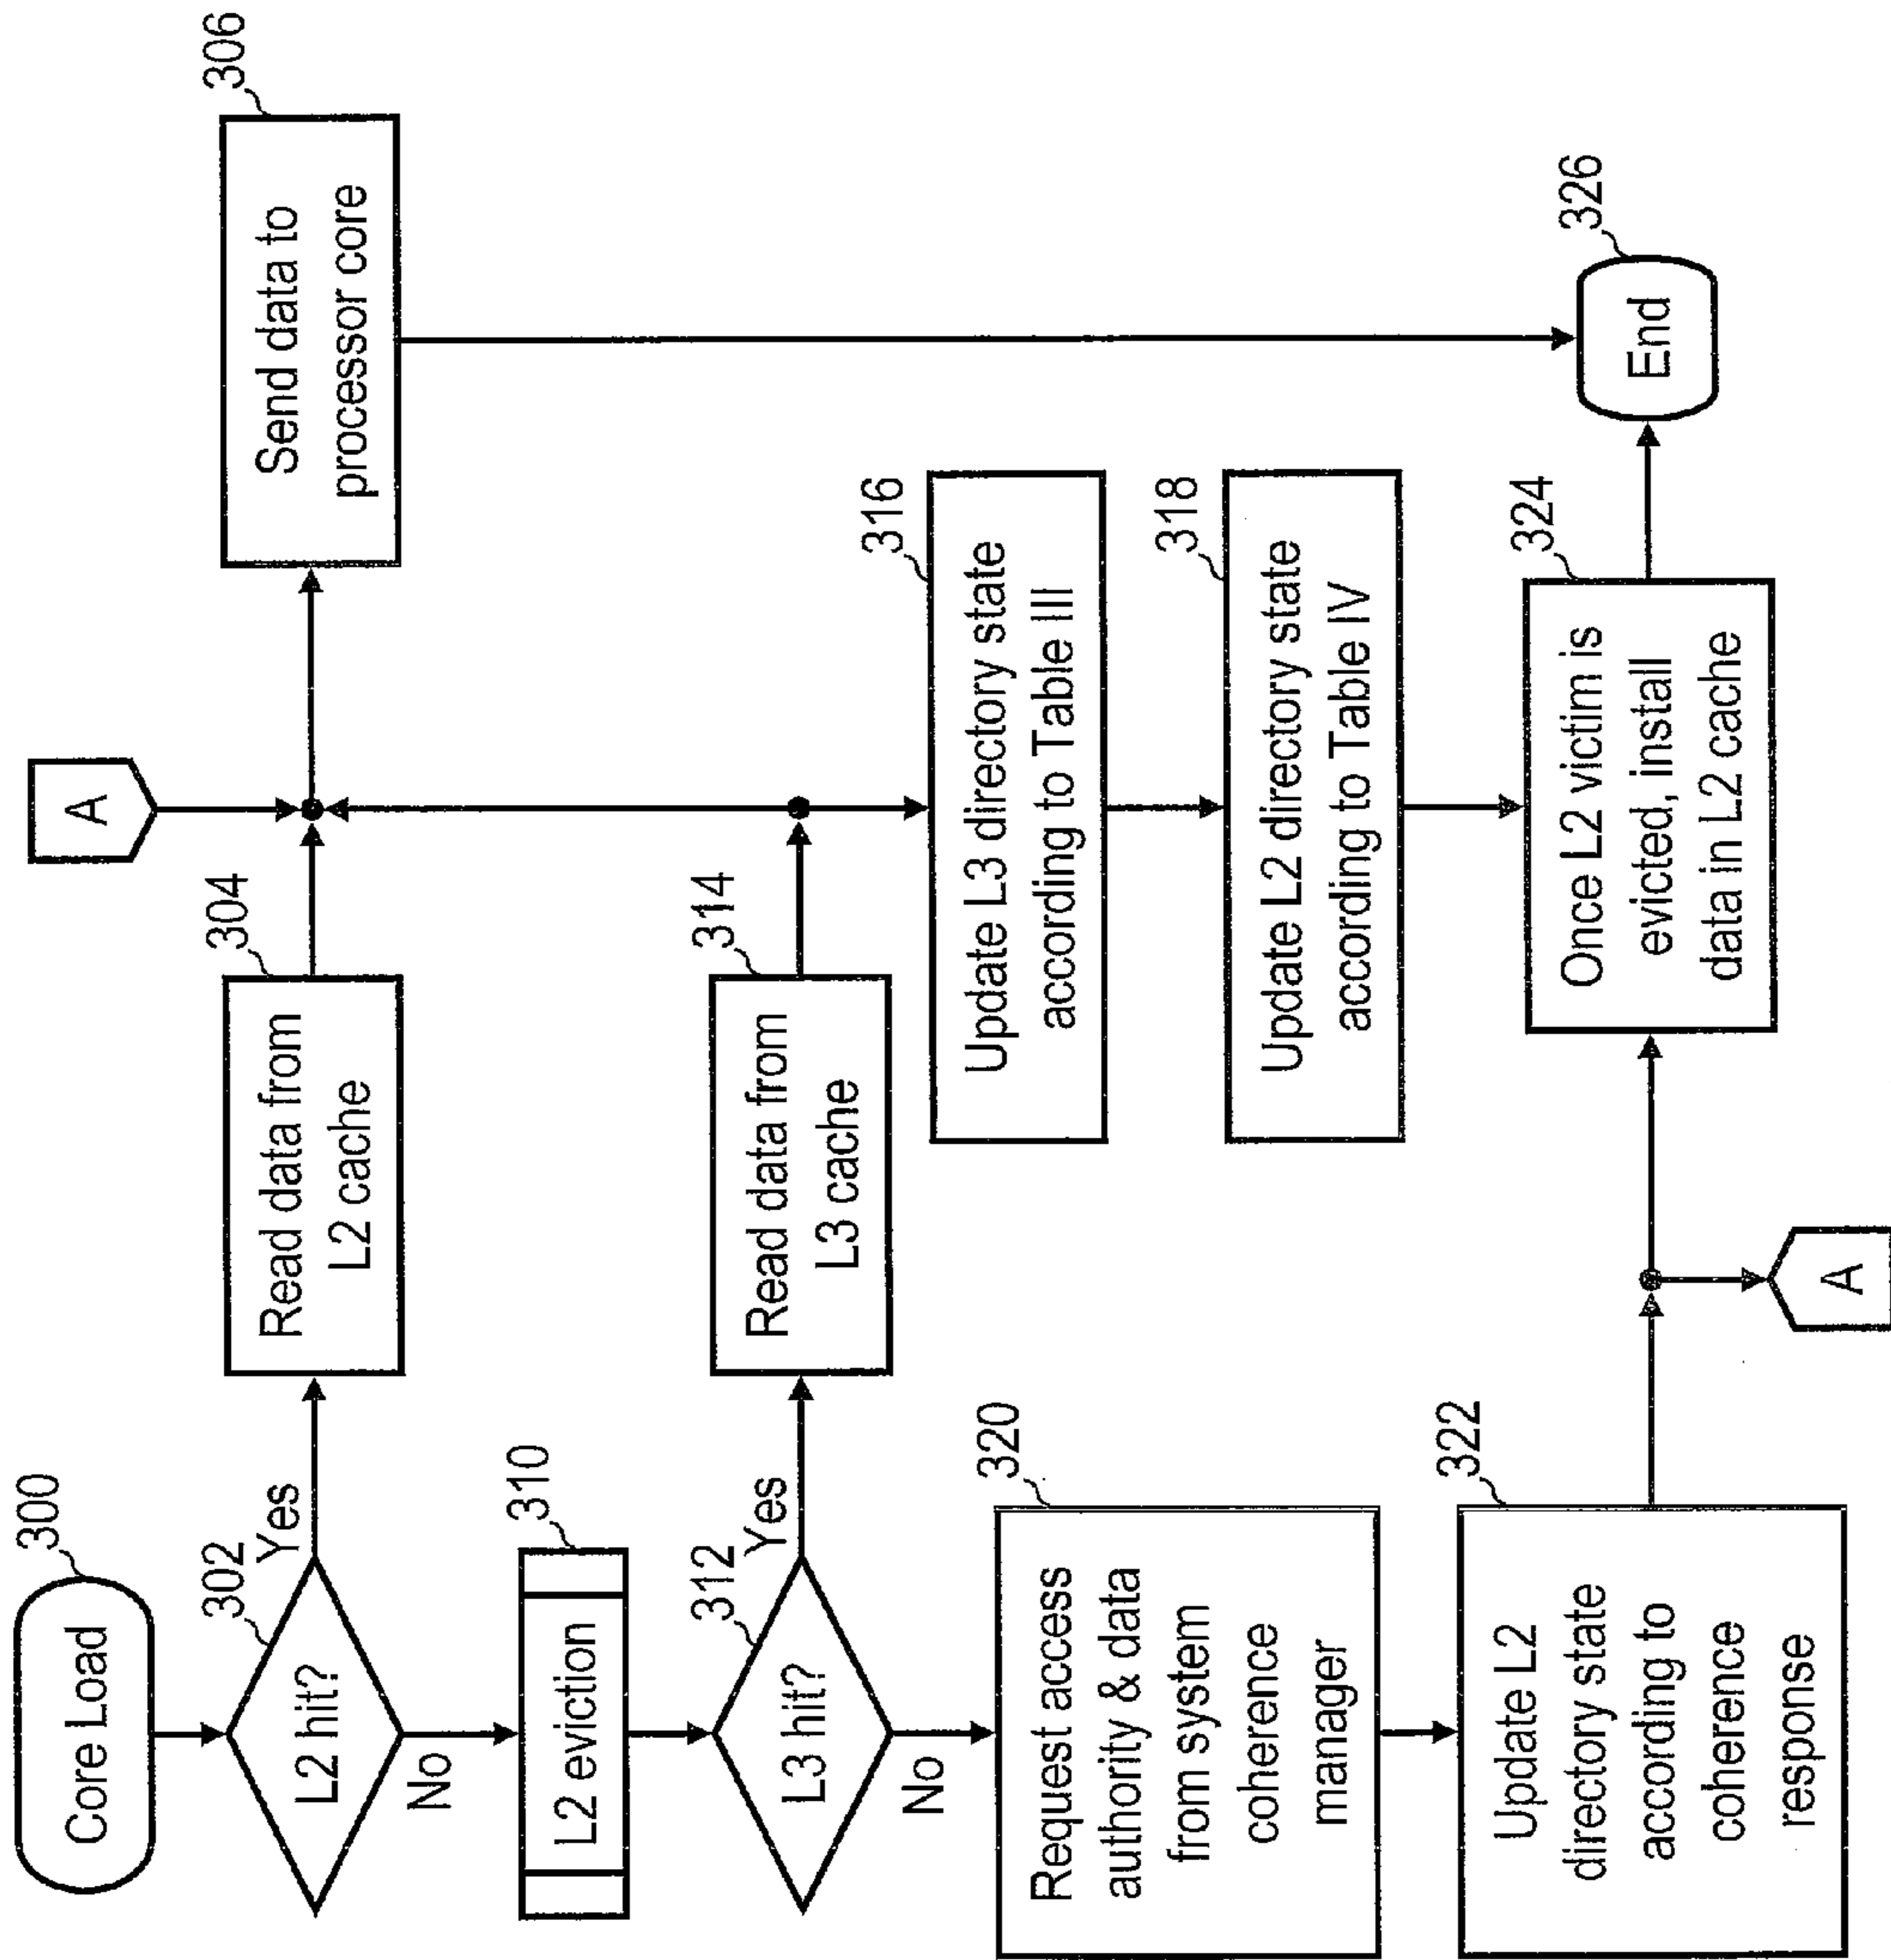 300
Core Load
302
L2 hit?
Yes
No
304
Read data from
L2 cache
A
306
Send data to
processor core
310
L2 eviction
312
L3 hit?
Yes
No
314
Read data from
L3 cache
316
Update L3 directory state
according to Table III
318
Update L2 directory state
according to Table IV
320
Request access
authority & data
from system
coherence
manager
322
Update L2
directory state
according to
coherence
response
A
324
Once L2 victim is
evicted, install
data in L2 cache
326
End